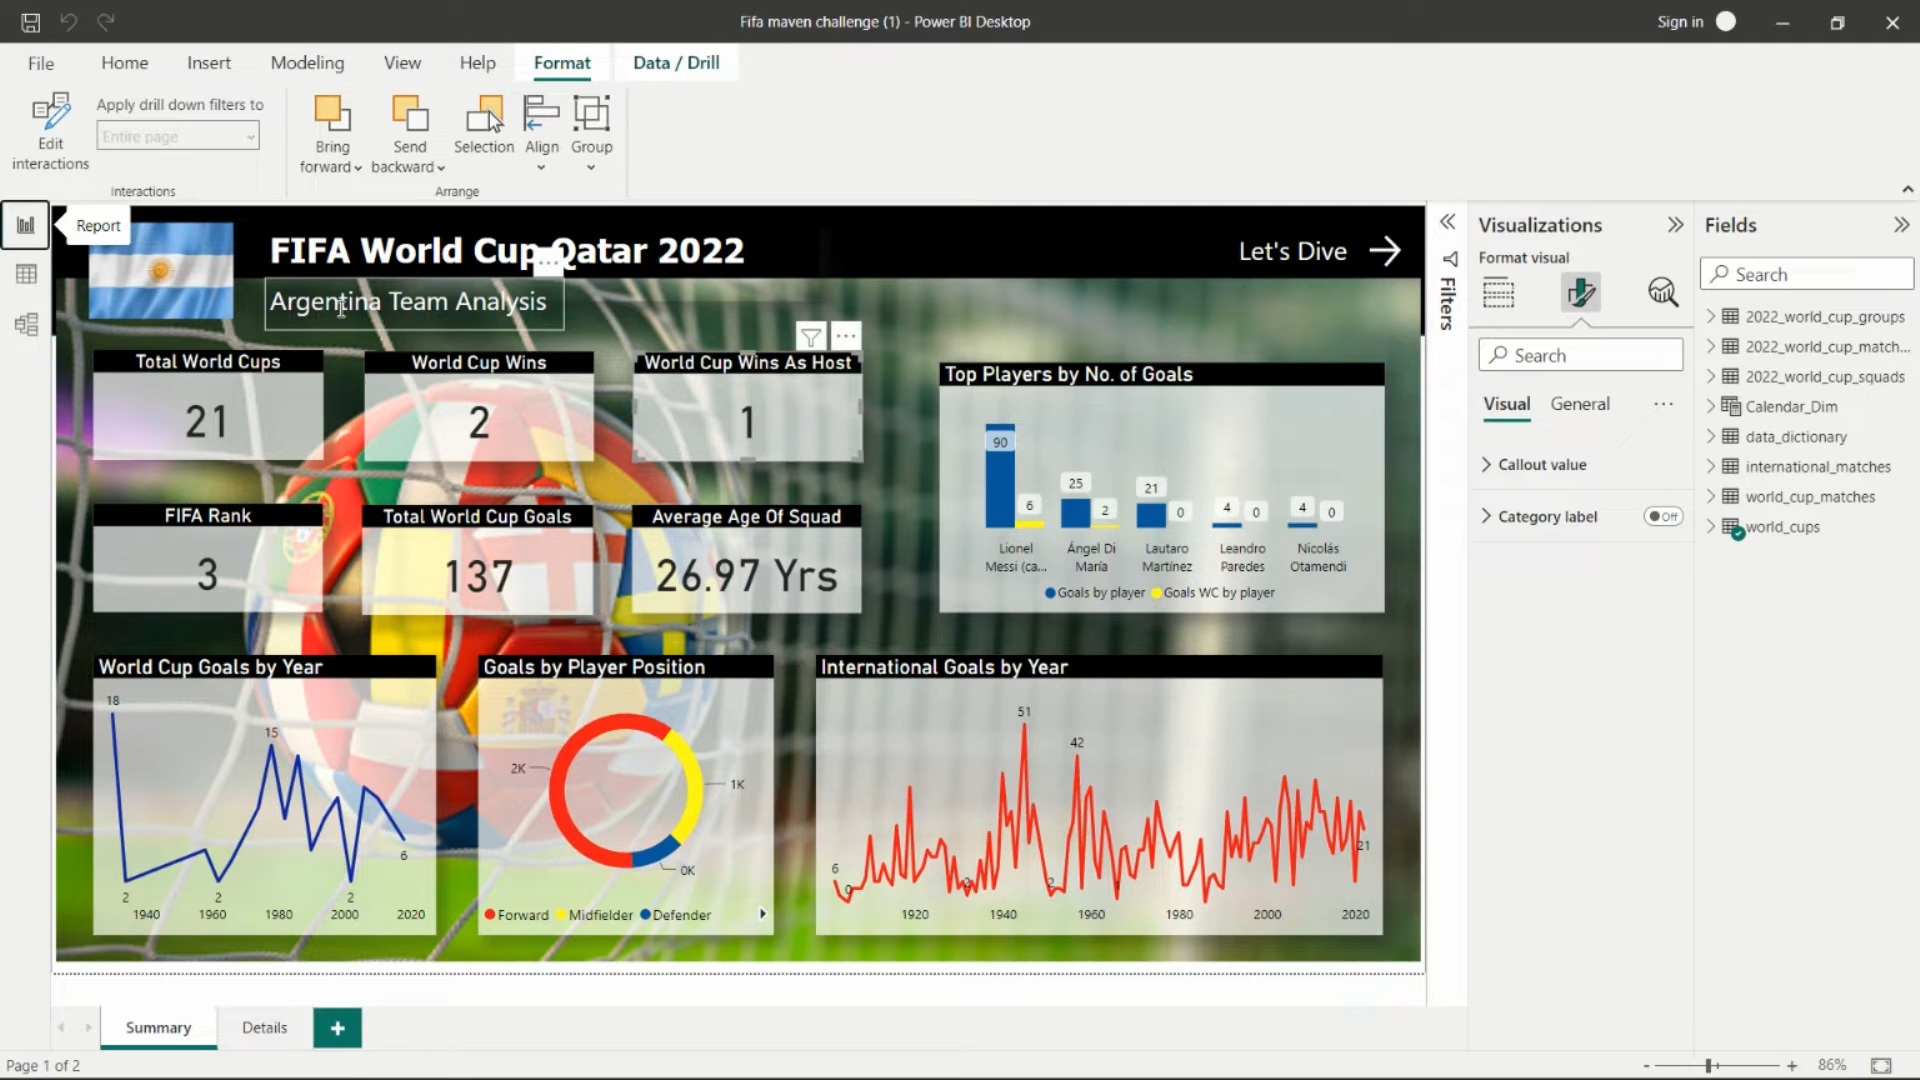 Fifa maven challenge (1) - Power BI Desktop
Sign in
File Home Insert Modeling View Help Format Data / Drill
Edit interactions
Apply drill down filters to
Entire page
Interactions
Bring forward
Send backward
Selection
Align
Group
Arrange
Report
FIFA World Cup Qatar 2022
Argentina Team Analysis
Let's Dive
Total World Cups
21
World Cup Wins
2
World Cup Wins As Host
1
FIFA Rank
3
Total World Cup Goals
137
Average Age Of Squad
26.97 Yrs
Top Players by No. of Goals
90 6 25 2 21 0 4 0 4 0
Lionel Messi (ca...
Ángel Di María
Lautaro Martínez
Leandro Paredes
Nicolás Otamendi
Goals by player Goals WC by player
World Cup Goals by Year
18
15
2 2 2 6
1940 1960 1980 2000 2020
Goals by Player Position
2K
1K
0K
Forward Midfielder Defender
International Goals by Year
51
42
6 0 2 2 1 21
1920 1940 1960 1980 2000 2020
Filters
Visualizations
Format visual
Search
Visual General
Callout value
Category label Off
Fields
Search
2022_world_cup_groups
2022_world_cup_match...
2022_world_cup_squads
Calendar_Dim
data_dictionary
international_matches
world_cup_matches
world_cups
Summary Details +
Page 1 of 2
- + 86%